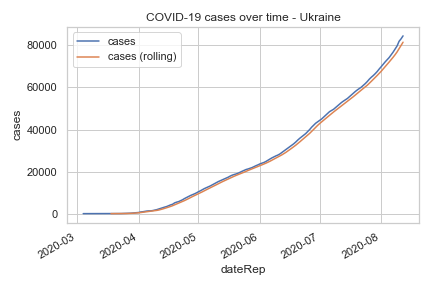 COVID-19 cases over time - Ukraine
cases
cases (rolling)
80000
60000
40000
20000
0
cases
2020-03
2020-04
2020-05
2020-06
2020-07
2020-08
dateRep